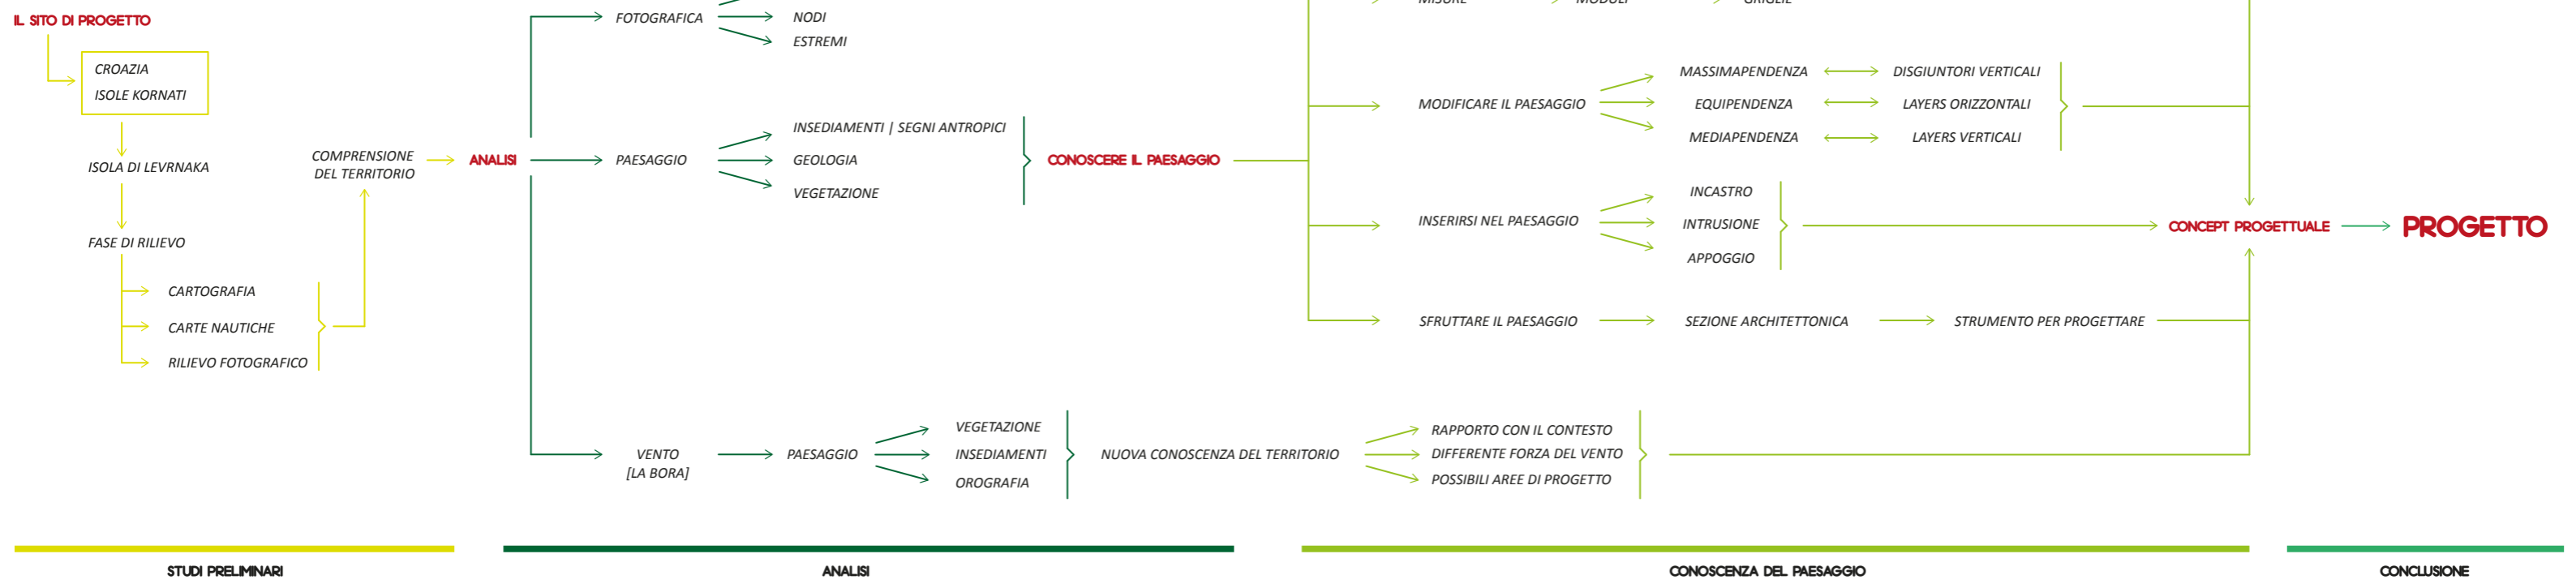 IL SITO DI PROGETTO
CROAZIA
ISOLE KORNATI
ISOLA DI LEVRNAKA
FASE DI RILIEVO
CARTOGRAFIA
CARTE NAUTICHE
RILIEVO FOTOGRAFICO
COMPRENSIONE
DEL TERRITORIO
ANALISI
FOTOGRAFICA
NODI
ESTREMI
PAESAGGIO
INSEDIAMENTI | SEGNI ANTROPICI
GEOLOGIA
VEGETAZIONE
CONOSCERE IL PAESAGGIO
VENTO
[LA BORA]
PAESAGGIO
VEGETAZIONE
INSEDIAMENTI
OROGRAFIA
NUOVA CONOSCENZA DEL TERRITORIO
RAPPORTO CON IL CONTESTO
DIFFERENTE FORZA DEL VENTO
POSSIBILI AREE DI PROGETTO
MISURE
MODULI
GRIGLIE
MODIFICARE IL PAESAGGIO
MASSIMAPENDENZA
DISGIUNTORI VERTICALI
EQUIPENDENZA
LAYERS ORIZZONTALI
MEDIAPENDENZA
LAYERS VERTICALI
INSERIRSI NEL PAESAGGIO
INCASTRO
INTRUSIONE
APPOGGIO
SFRUTTARE IL PAESAGGIO
SEZIONE ARCHITETTONICA
STRUMENTO PER PROGETTARE
CONCEPT PROGETTUALE
PROGETTO
STUDI PRELIMINARI
ANALISI
CONOSCENZA DEL PAESAGGIO
CONCLUSIONE